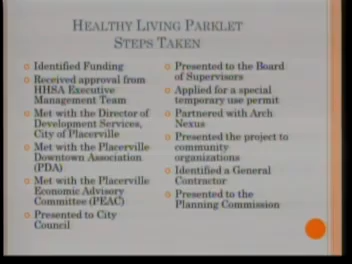 HEALTHY LIVING PARKLET
STEPS TAKEN
Identified Funding
Received approval from
HHSA Executive
Management Team
Met with the Director of
Development Services,
City of Placerville
Met with the Placerville
Downtown Association
(PDA)
Met with the Placerville
Economic Advisory
Committee (PEAC)
Presented to City
Council
Presented to the Board
of Supervisors
Applied for a special
temporary use permit
Partnered with Arch
Nexus
Presented the project to
community
organizations
Identified a General
Contractor
Presented to the
Planning Commission